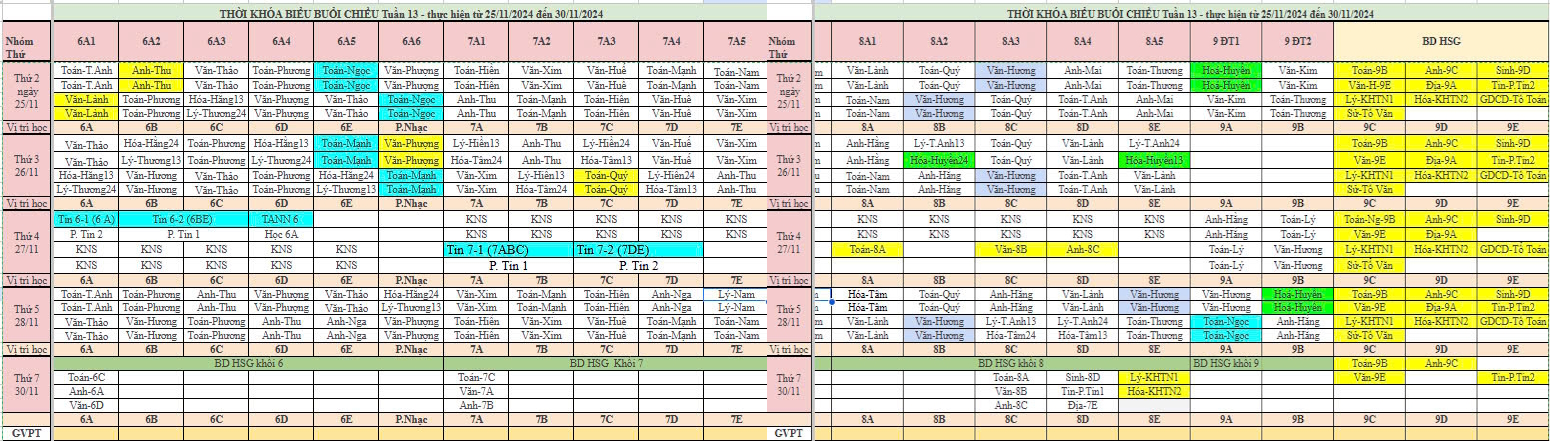 THỜI KHÓA BIỂU BUỔI CHIỀU Tuần 13 - thực hiện từ 25/11/2024 đến 30/11/2024 THỜI KHÓA BIỂU BUỔI CHIỀU Tuần 13 - thực hiện từ 25/11/2024 đến 30/11/2024
Nhóm Thứ 6A1 6A2 6A3 6A4 6A5 6A6 7A1 7A2 7A3 7A4 7A5 Nhóm Thứ 8A1 8A2 8A3 8A4 8A5 9 ĐT1 9 ĐT2 BD HSG
Thứ 2 ngày 25/11 Toán-T.Anh Anh-Thu Văn-Thảo Toán-Phương Toán-Ngọc Văn-Phượng Toán-Hiền Văn-Xim Văn-Huê Toán-Mạnh Toán-Nam Thứ 2 ngày 25/11 Văn-Lành Toán-Quý Văn-Hương Anh-Mai Toán-Thương Hoá-Huyền Văn-Kim Toán-9B Anh-9C Sinh-9D
Toán-T.Anh Anh-Thu Văn-Thảo Toán-Phương Toán-Ngọc Văn-Phượng Toán-Hiền Văn-Xim Văn-Huê Toán-Mạnh Toán-Nam Văn-Lành Toán-Quý Văn-Hương Anh-Mai Toán-Thương Hoá-Huyền Văn-Kim Văn-H-9E Địa-9A Tin-P.Tin2
Văn-Lành Toán-Phương Hóa-Hăng13 Văn-Phượng Văn-Thảo Toán-Ngọc Anh-Thu Toán-Mạnh Toán-Hiền Văn-Huê Văn-Xim Toán-Nam Văn-Hương Toán-Quý Toán-T.Anh Anh-Mai Văn-Kim Toán-Thương Lý-KHTN1 Hóa-KHTN2 GDCD-Tổ Toán
Văn-Lành Toán-Phương Lý-Thương24 Văn-Phượng Văn-Thảo Toán-Ngọc Anh-Thu Toán-Mạnh Toán-Hiền Văn-Huê Văn-Xim Toán-Nam Văn-Hương Toán-Quý Toán-T.Anh Anh-Mai Văn-Kim Toán-Thương Sử-Tổ Văn
Vị trí học 6A 6B 6C 6D 6E P.Nhạc 7A 7B 7C 7D 7E Vị trí học 8A 8B 8C 8D 8E 9A 9B 9C 9D 9E
Thứ 3 26/11 Văn-Thảo Hóa-Hăng24 Toán-Phương Hóa-Hăng13 Toán-Mạnh Văn-Phượng Lý-Hiền13 Anh-Thu Lý-Hiền24 Văn-Huê Văn-Xim Thứ 3 26/11 Anh-Hằng Lý-T.Anh13 Toán-Quý Văn-Lành Lý-T.Anh24 Toán-9B Anh-9C Sinh-9D
Văn-Thảo Lý-Thương13 Toán-Phương Lý-Thương24 Toán-Mạnh Văn-Phượng Hóa-Tâm24 Anh-Thu Hóa-Tâm13 Văn-Huê Văn-Xim Anh-Hằng Hóa-Huyền24 Toán-Quý Văn-Lành Hóa-Huyền13 Văn-9E Địa-9A Tin-P.Tin2
Hóa-Hăng13 Văn-Hương Văn-Thảo Toán-Phương Hóa-Hăng24 Toán-Mạnh Văn-Xim Lý-Hiền13 Toán-Quý Lý-Hiền24 Anh-Thu Toán-Nam Anh-Hằng Văn-Hương Toán-T.Anh Văn-Lành Lý-KHTN1 Hóa-KHTN2 GDCD-Tổ Toán
Lý-Thương24 Văn-Hương Văn-Thảo Toán-Phương Lý-Thương13 Toán-Mạnh Văn-Xim Hóa-Tâm24 Toán-Quý Hóa-Tâm13 Anh-Thu Toán-Nam Anh-Hằng Văn-Hương Toán-T.Anh Văn-Lành Sử-Tổ Văn
Vị trí học 6A 6B 6C 6D 6E P.Nhạc 7A 7B 7C 7D 7E Vị trí học 8A 8B 8C 8D 8E 9A 9B 9C 9D 9E
Thứ 4 27/11 Tin 6-1 (6 A) Tin 6-2 (6BE) TANN 6 KNS KNS KNS KNS KNS Thứ 4 27/11 KNS KNS KNS KNS KNS Anh-Hằng Toán-Lý Toán-Ng-9B Anh-9C Sinh-9D
P. Tin 2 P. Tin 1 Học 6A KNS KNS KNS KNS KNS KNS KNS KNS KNS KNS Anh-Hằng Toán-Lý Văn-9E Địa-9A
KNS KNS KNS KNS KNS Tin 7-1 (7ABC) Tin 7-2 (7DE) Toán-8A Văn-8B Anh-8C Toán-Lý Văn-Hương Lý-KHTN1 Hóa-KHTN2 GDCD-Tổ Toán
KNS KNS KNS KNS KNS P. Tin 1 P. Tin 2 Toán-Lý Văn-Hương Sử-Tổ Văn
Vị trí học 6A 6B 6C 6D 6E P.Nhạc 7A 7B 7C 7D 7E Vị trí học 8A 8B 8C 8D 8E 9A 9B 9C 9D 9E
Thứ 5 28/11 Toán-T.Anh Toán-Phương Anh-Thu Văn-Phượng Văn-Thảo Hóa-Hăng24 Văn-Xim Toán-Mạnh Toán-Hiền Anh-Nga Lý-Nam Thứ 5 28/11 Hóa-Tâm Toán-Quý Anh-Hằng Văn-Lành Văn-Hương Văn-Hương Hoá-Huyền Toán-9B Anh-9C Sinh-9D
Toán-T.Anh Toán-Phương Anh-Thu Văn-Phượng Văn-Thảo Lý-Thương13 Văn-Xim Toán-Mạnh Toán-Hiền Anh-Nga Lý-Nam Hóa-Tâm Toán-Quý Anh-Hằng Văn-Lành Văn-Hương Văn-Hương Hoá-Huyền Văn-9E Địa-9A Tin-P.Tin2
Văn-Thảo Văn-Hương Toán-Phương Anh-Thu Anh-Nga Văn-Phượng Toán-Hiền Văn-Xim Văn-Huê Toán-Mạnh Toán-Nam Văn-Lành Văn-Hương Lý-T.Anh13 Lý-T.Anh24 Toán-Thương Toán-Ngọc Anh-Hằng Lý-KHTN1 Hóa-KHTN2 GDCD-Tổ Toán
Văn-Thảo Văn-Hương Toán-Phương Anh-Thu Anh-Nga Văn-Phượng Toán-Hiền Văn-Xim Văn-Huê Toán-Mạnh Toán-Nam Văn-Lành Văn-Hương Hóa-Tâm24 Hóa-Tâm13 Toán-Thương Toán-Ngọc Anh-Hằng Sử-Tổ Văn
Vị trí học 6A 6B 6C 6D 6E P.Nhạc 7A 7B 7C 7D 7E Vị trí học 8A 8B 8C 8D 8E 9A 9B 9C 9D 9E
Thứ 7 30/11 BD HSG khối 6 BD HSG Khối 7 Thứ 7 30/11 BD HSG khối 8 BD HSG khối 9 Toán-9B Anh-9C
Toán-6C Toán-7C Toán-8A Sinh-8D Lý-KHTN1 Văn-9E Tin-P.Tin2
Anh-6A Văn-7A Văn-8B Tin-P.Tin1 Hóa-KHTN2
Văn-6D Anh-7B Anh-8C Địa-7E
6A 6B 6C 6D 6E P.Nhạc 7A 7B 7C 7D 7E 8A 8B 8C 8D 8E 9A 9B 9C 9D 9E
GVPT GVPT